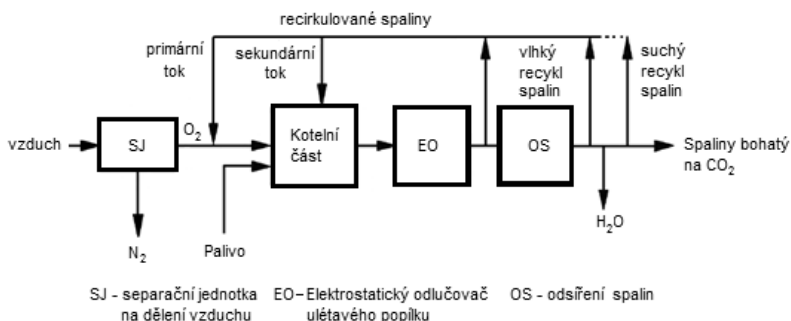 recirkulované spaliny
primární
tok
sekundární
tok
vlhký
recykl
spalin
suchý
recykl
spalin
vzduch
SJ
O2
Kotelní
část
EO
OS
Spaliny bohatý
na CO2
N2
Palivo
H2O
SJ - separační jednotka
na dělení vzduchu
EO–Elektrostatický odlučovač
ulétavého popílku
OS - odsíření spalin